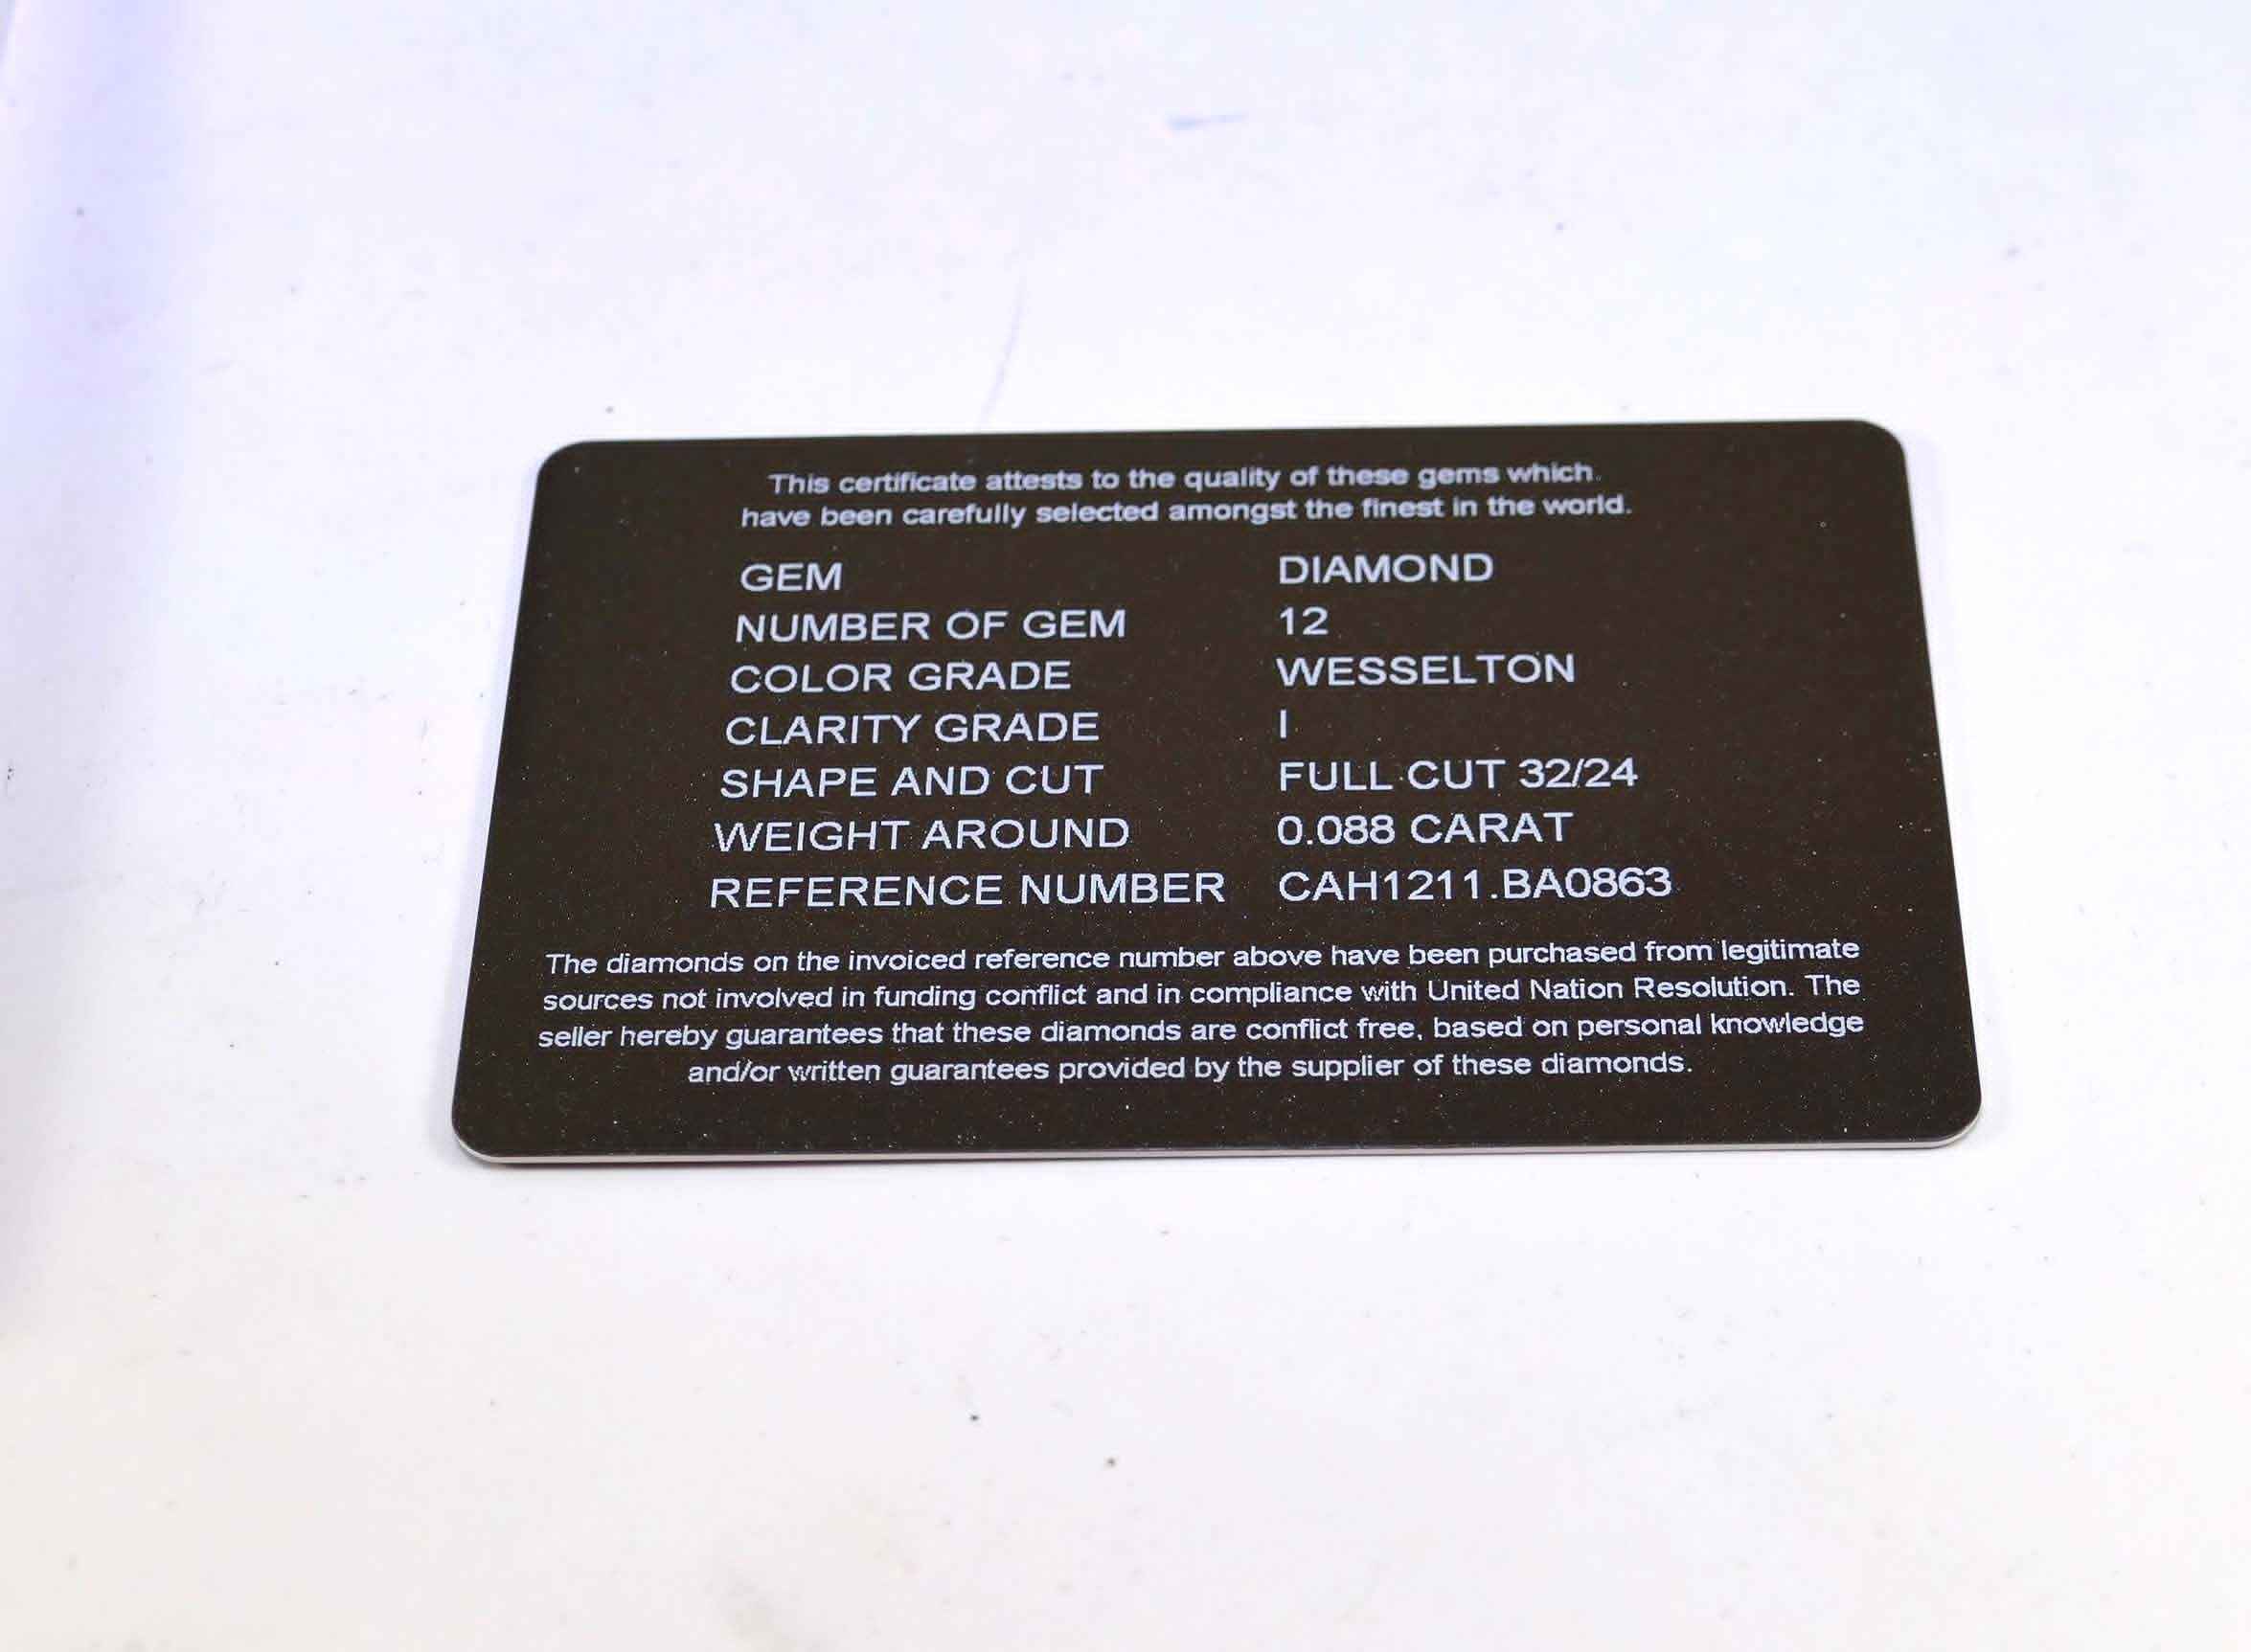 This certificate attests to the quality of these gems which
have been carefully selected amongst the finest in the world.
GEM DIAMOND
NUMBER OF GEM 12
COLOR GRADE WESSELTON
CLARITY GRADE I
SHAPE AND CUT FULL CUT 32/24
WEIGHT AROUND 0.088 CARAT
REFERENCE NUMBER CAH1211.BA0863
The diamonds on the invoiced reference number above have been purchased from legitimate
sources not involved in funding conflict and in compliance with United Nation Resolution. The
seller hereby guarantees that these diamonds are conflict free, based on personal knowledge
and/or written guarantees provided by the supplier of these diamonds.